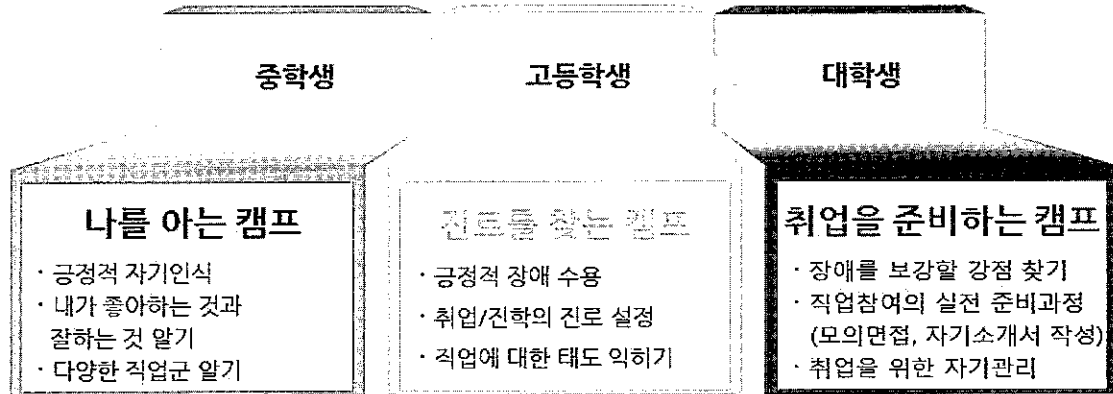 중학생
고등학생
대학생
나를 아는 캠프
· 긍정적 자기인식
· 내가 좋아하는 것과
잘하는 것 알기
· 다양한 직업군 알기
진로를 찾는 캠프
· 긍정적 장애 수용
· 취업/진학의 진로 설정
· 직업에 대한 태도 익히기
취업을 준비하는 캠프
· 장애를 보강할 강점 찾기
· 직업참여의 실전 준비과정
(모의면접, 자기소개서 작성)
· 취업을 위한 자기관리